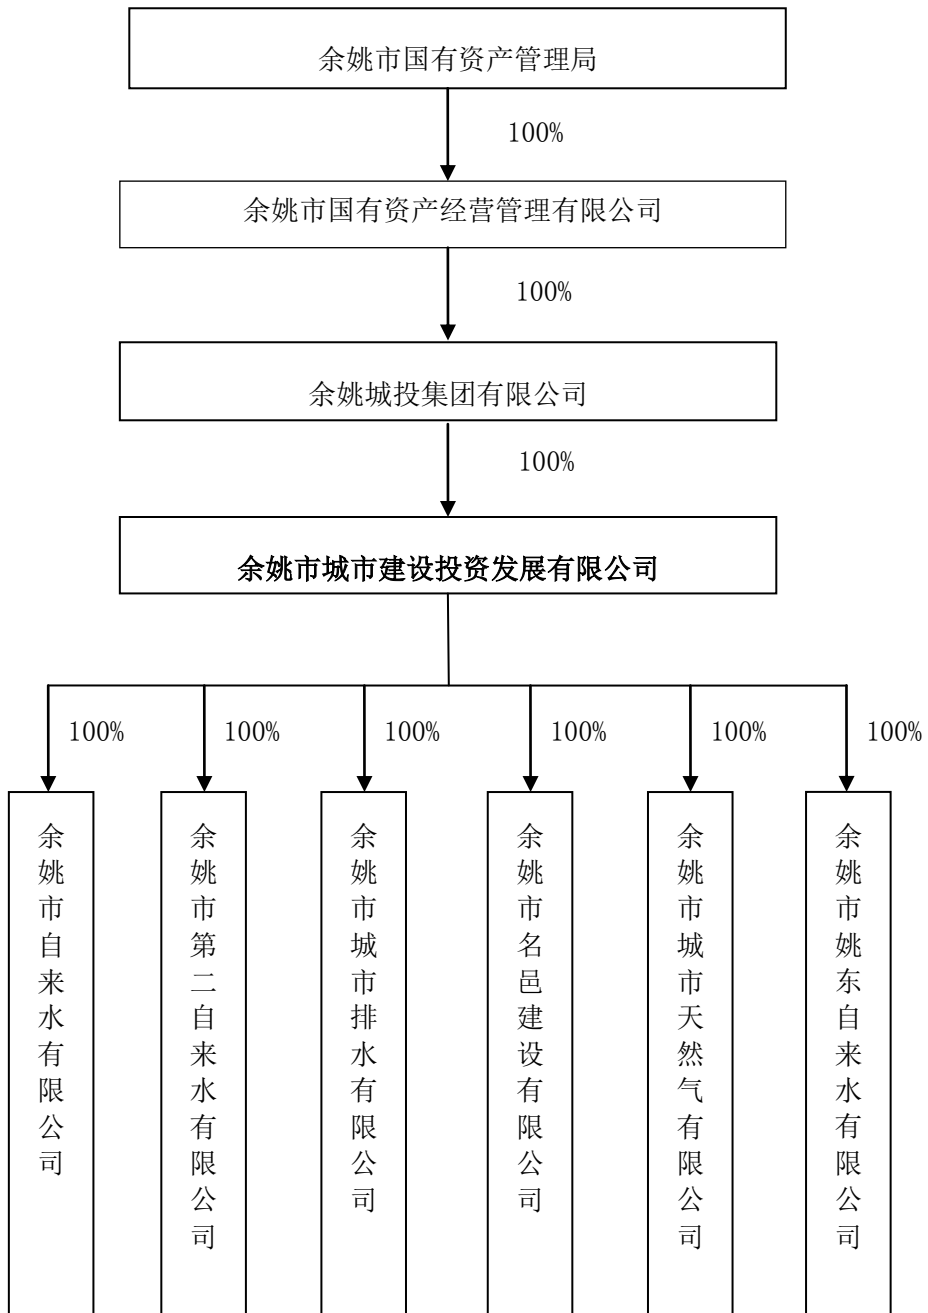 余姚市国有资产管理局
100%
余姚市国有资产经营管理有限公司
100%
余姚城投集团有限公司
100%
余姚市城市建设投资发展有限公司
100%
100%
100%
100%
100%
100%
余姚市自来水有限公司
余姚市第二自来水有限公司
余姚市城市排水有限公司
余姚市名邑建设有限公司
余姚市城市天然气有限公司
余姚市姚东自来水有限公司